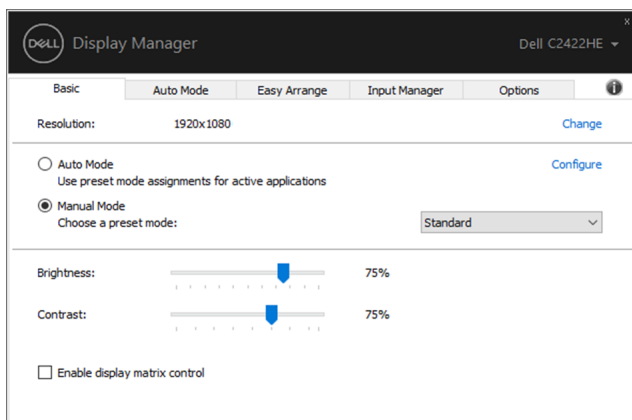 x
DELL Display Manager Dell C2422HE
Basic Auto Mode Easy Arrange Input Manager Options i
Resolution: 1920x1080 Change
Auto Mode Configure
Use preset mode assignments for active applications
Manual Mode
Choose a preset mode: Standard
Brightness: 75%
Contrast: 75%
Enable display matrix control